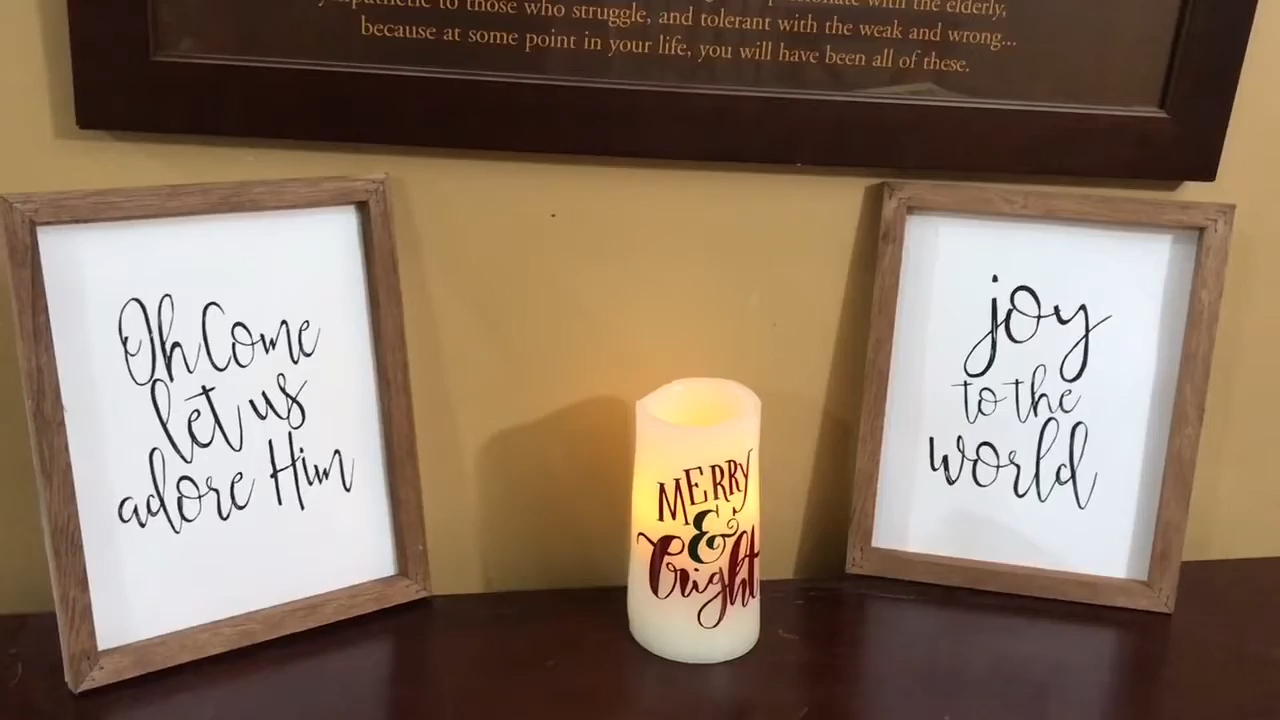 with the elderly,
to those who struggle, and tolerant with the weak and wrong...
because at some point in your life, you will have been all of these.
Oh Come
let us
adore Him
MERRY
&
bright
joy
to the
world